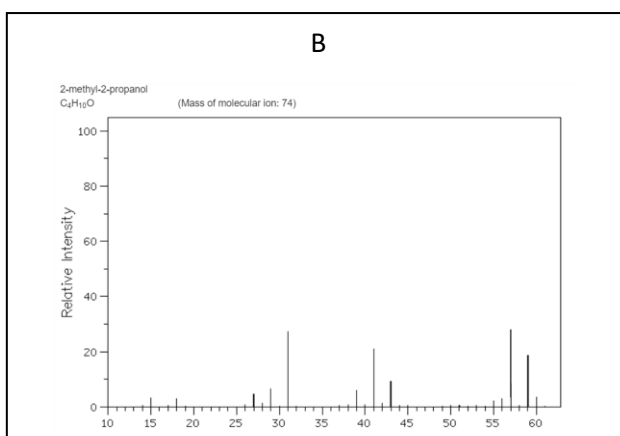 B
2-methyl-2-propanol
C₄H₁₀O (Mass of molecular ion: 74)
Relative Intensity
100
80
60
40
20
0
10 15 20 25 30 35 40 45 50 55 60